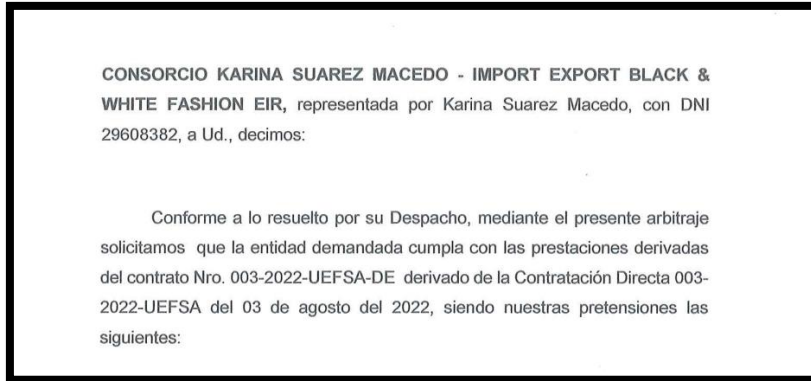 CONSORCIO KARINA SUAREZ MACEDO - IMPORT EXPORT BLACK &
WHITE FASHION EIR, representada por Karina Suarez Macedo, con DNI
29608382, a Ud., decimos:
Conforme a lo resuelto por su Despacho, mediante el presente arbitraje
solicitamos que la entidad demandada cumpla con las prestaciones derivadas
del contrato Nro. 003-2022-UEFSA-DE derivado de la Contratación Directa 003-
2022-UEFSA del 03 de agosto del 2022, siendo nuestras pretensiones las
siguientes: